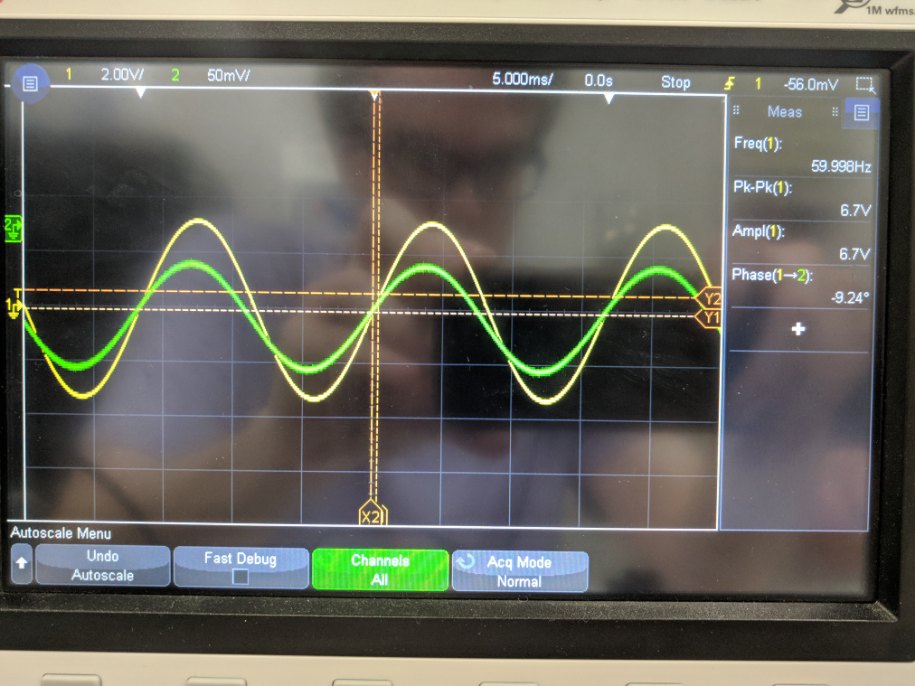 1M wfms
1 2.00V/ 2 50mV/ 5.000ms/ 0.0s Stop 1 -56.0mV
Meas
Freq(1):
59.998Hz
Pk-Pk(1):
6.7V
Ampl(1):
6.7V
Phase(1→2):
-9.24°
+
2
T
1
Y2
Y1
X2
Autoscale Menu
Undo
Autoscale
Fast Debug
Channels
All
Acq Mode
Normal